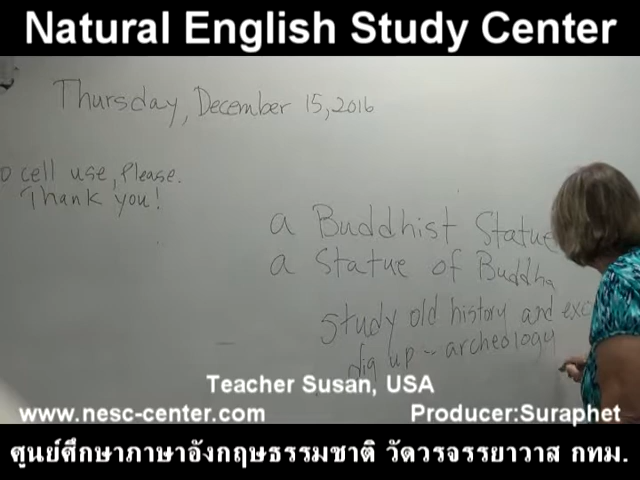 Natural English Study Center
Thursday, December 15, 2016
cell use, Please.
Thank you!
a Buddhist Statue
a Statue of Buddha
Study old history and
dig up - archeology
Teacher Susan, USA
www.nesc-center.com Producer:Suraphet
ศูนย์ศึกษาภาษาอังกฤษธรรมชาติ วัดวรจรรยาวาส กทม.